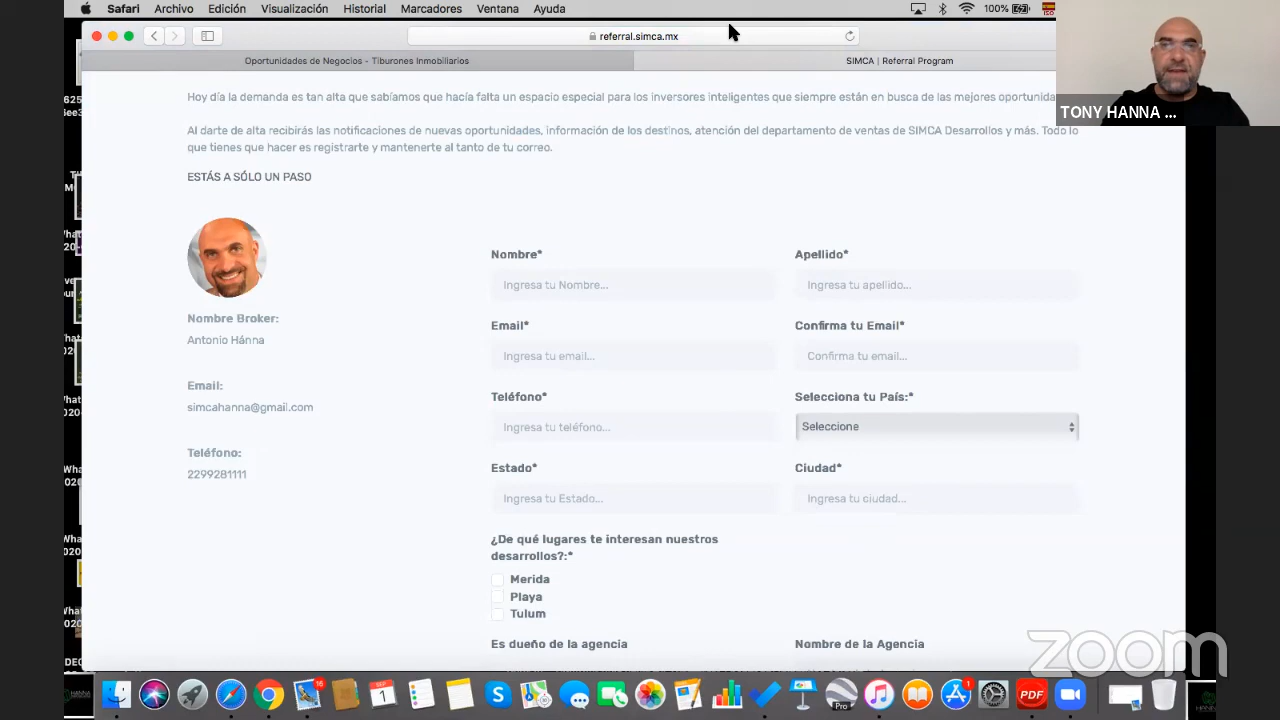 Safari Archivo Edición Visualización Historial Marcadores Ventana Ayuda 100%
referral.simca.mx
Oportunidades de Negocios - Tiburones Inmobiliarios
SIMCA | Referral Program
TONY HANNA ...
Hoy día la demanda es tan alta que sabíamos que hacía falta un espacio especial para los inversores inteligentes que siempre están en busca de las mejores oportunida
Al darte de alta recibirás las notificaciones de nuevas oportunidades, información de los destinos, atención del departamento de ventas de SIMCA Desarrollos y más. Todo lo
que tienes que hacer es registrarte y mantenerte al tanto de tu correo.
ESTÁS A SÓLO UN PASO
Nombre Broker:
Antonio Hánna
Email:
simcahanna@gmail.com
Teléfono:
2299281111
Nombre*
Ingresa tu Nombre...
Apellido*
Ingresa tu apellido...
Email*
Ingresa tu email...
Confirma tu Email*
Confirma tu email...
Teléfono*
Ingresa tu teléfono...
Selecciona tu País:*
Seleccione
Estado*
Ingresa tu Estado...
Ciudad*
Ingresa tu ciudad...
¿De qué lugares te interesan nuestros
desarrollos?:*
Merida
Playa
Tulum
Es dueño de la agencia
Nombre de la Agencia
zoom
16
1
Pro
1
PDF